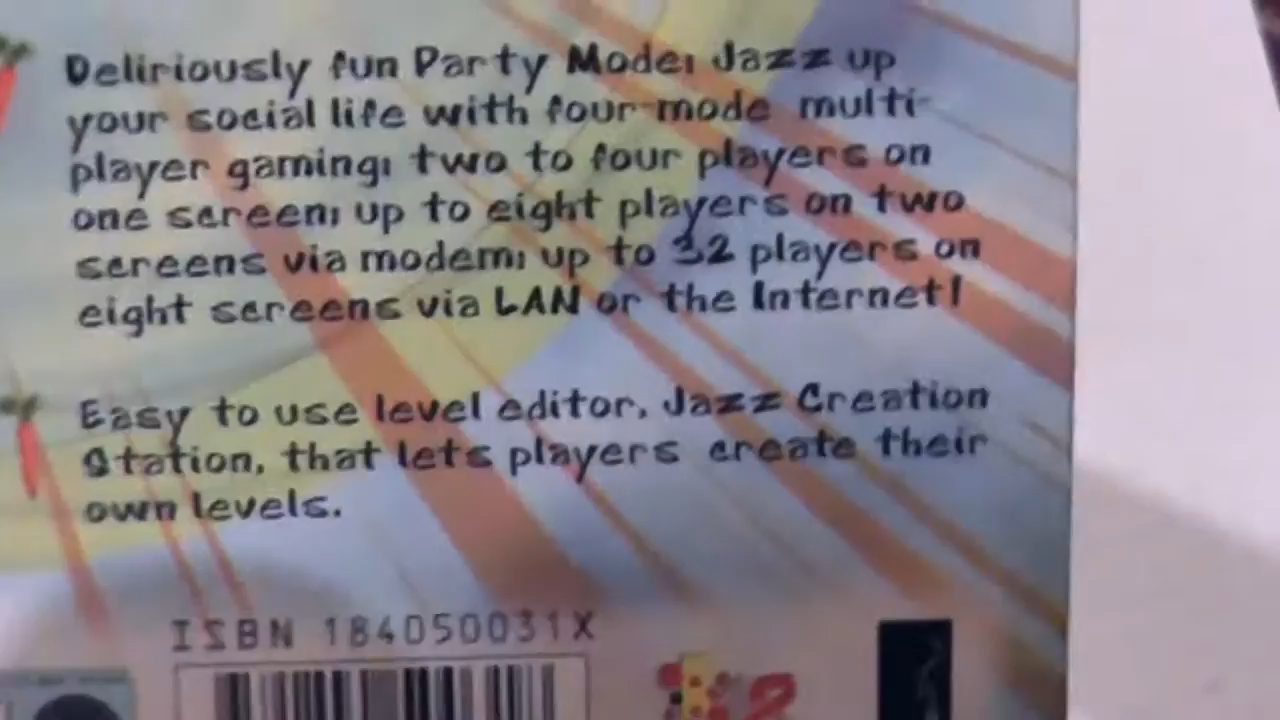 Deliriously fun Party Mode: Jazz up
your social life with four-mode multi-
player gaming: two to four players on
one screen; up to eight players on two
screens via modem; up to 32 players on
eight screens via LAN or the Internet!
Easy to use level editor, Jazz Creation
Station, that lets players create their
own levels.
ISBN 184050031X